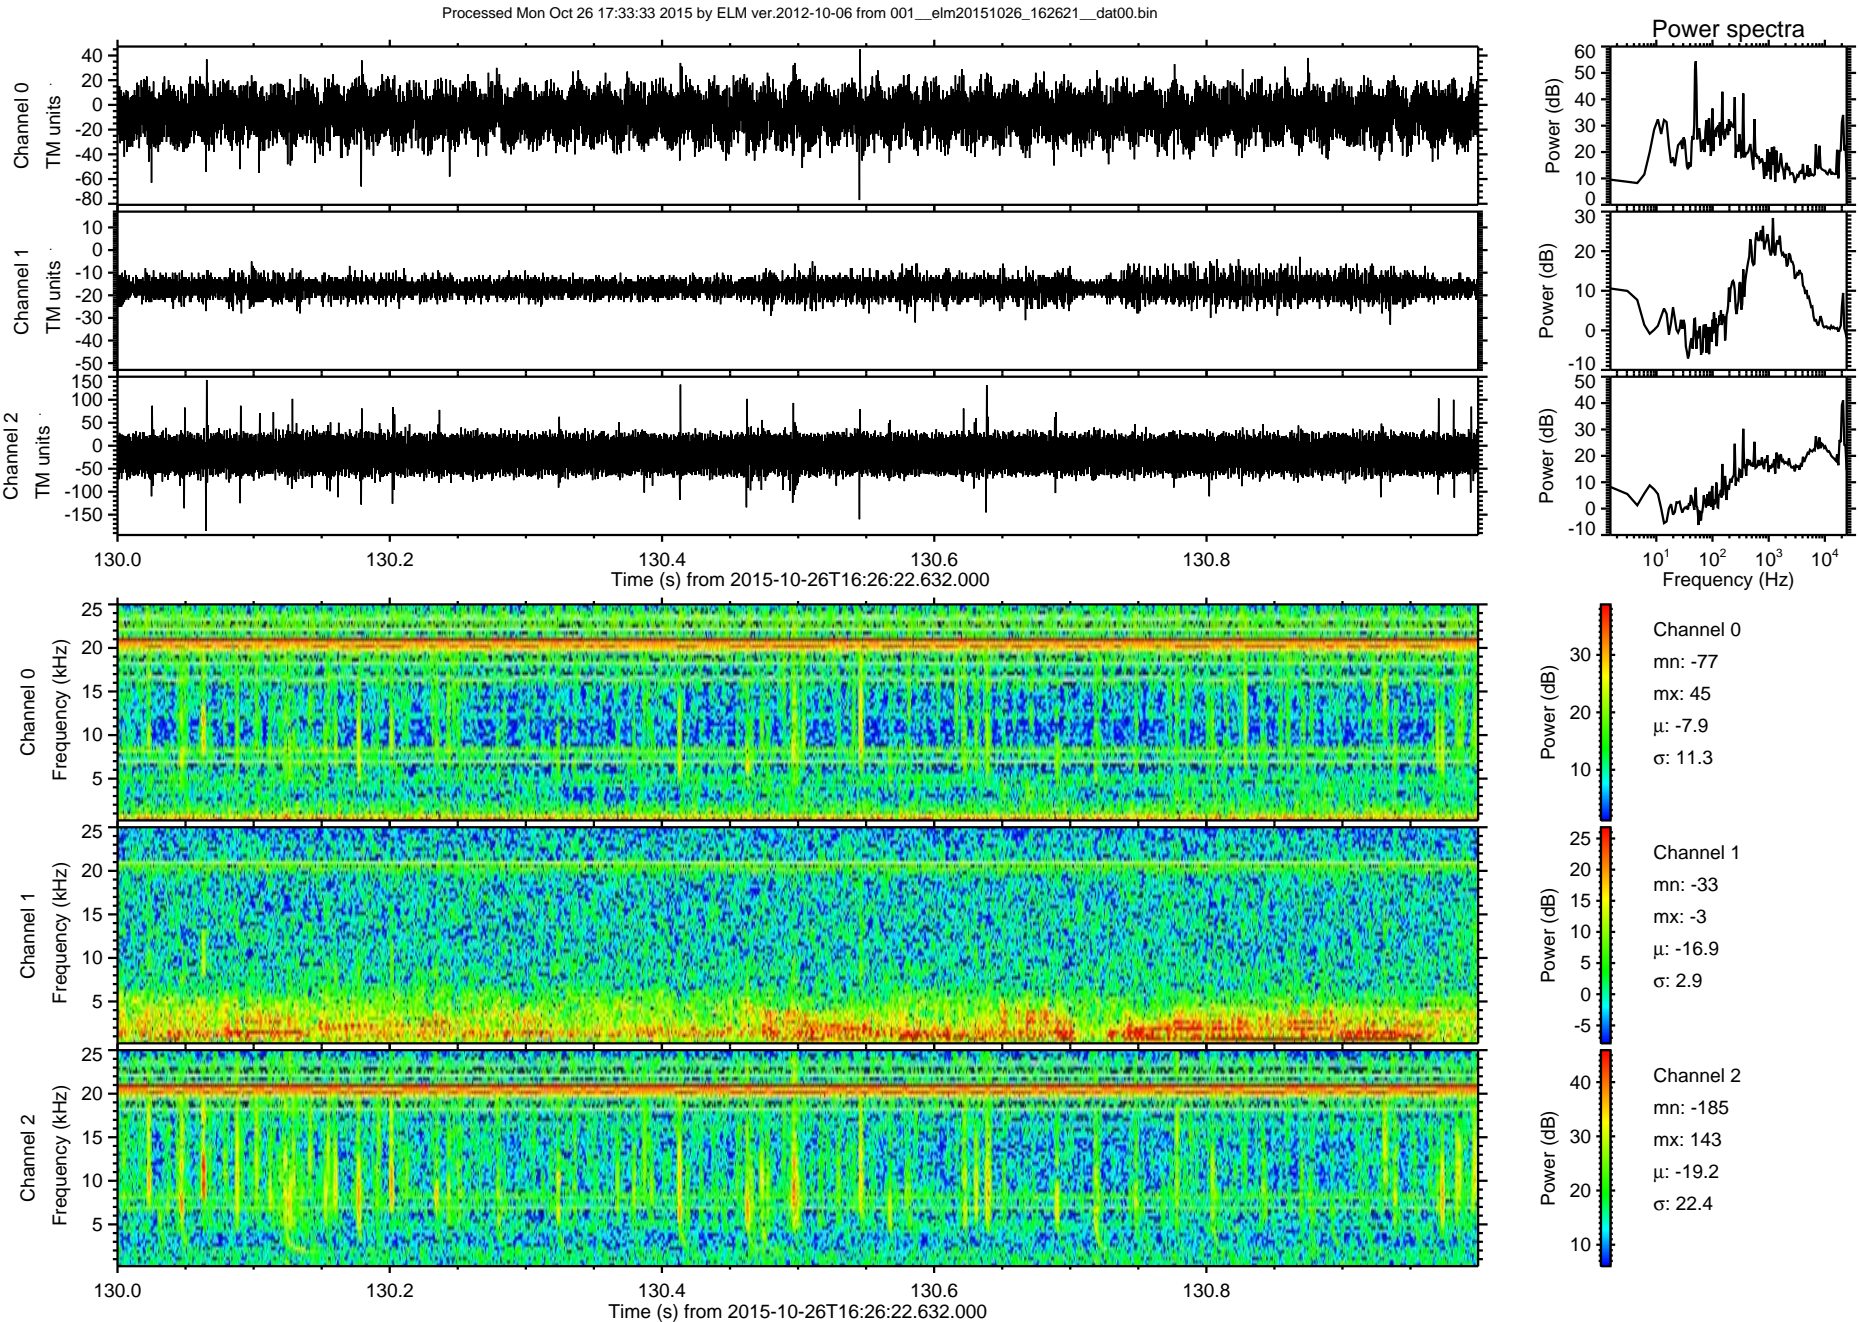 Processed Mon Oct 26 17:33:33 2015 by ELM ver.2012-10-06 from 001__elm20151026_162621__dat00.bin
Power spectra
Channel 0
TM units
40
20
0
-20
-40
-60
-80
Power (dB)
60
50
40
30
20
10
0
Channel 1
TM units
10
0
-10
-20
-30
-40
-50
Power (dB)
30
20
10
0
-10
Channel 2
TM units
150
100
50
0
-50
-100
-150
Power (dB)
50
40
30
20
10
0
-10
130.0 130.2 130.4 130.6 130.8
Time (s) from 2015-10-26T16:26:22.632.000
10¹ 10² 10³ 10⁴
Frequency (Hz)
Channel 0
Frequency (kHz)
25
20
15
10
5
Power (dB)
30
20
10
Channel 0
mn: -77
mx: 45
μ: -7.9
σ: 11.3
Channel 1
Frequency (kHz)
25
20
15
10
5
Power (dB)
25
20
15
10
5
0
-5
Channel 1
mn: -33
mx: -3
μ: -16.9
σ: 2.9
Channel 2
Frequency (kHz)
25
20
15
10
5
Power (dB)
40
30
20
10
Channel 2
mn: -185
mx: 143
μ: -19.2
σ: 22.4
130.0 130.2 130.4 130.6 130.8
Time (s) from 2015-10-26T16:26:22.632.000